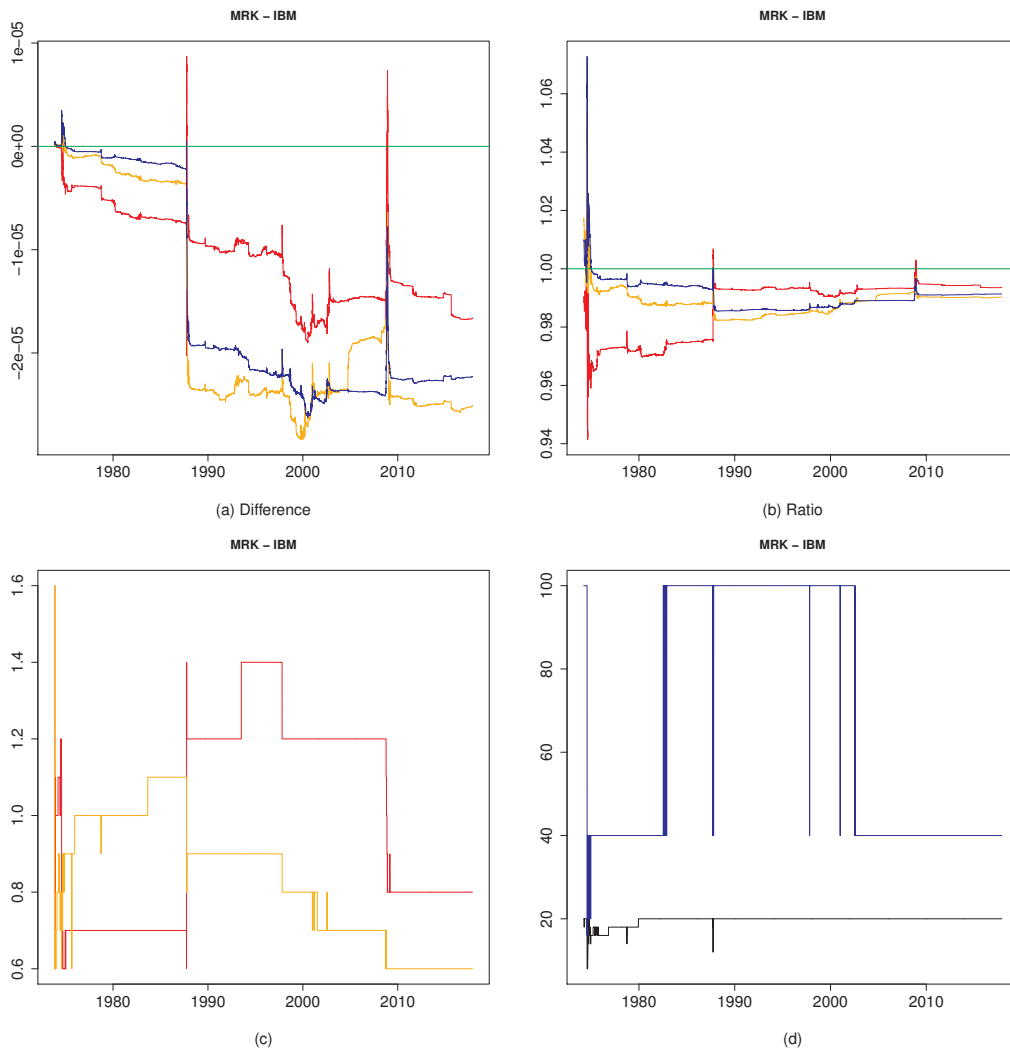 MRK − IBM
1e−05
0e+00
−1e−05
−2e−05
1980 1990 2000 2010
(a) Difference
MRK − IBM
1.06
1.04
1.02
1.00
0.98
0.96
0.94
1980 1990 2000 2010
(b) Ratio
MRK − IBM
1.6
1.4
1.2
1.0
0.8
0.6
1980 1990 2000 2010
(c)
MRK − IBM
100
80
60
40
20
1980 1990 2000 2010
(d)